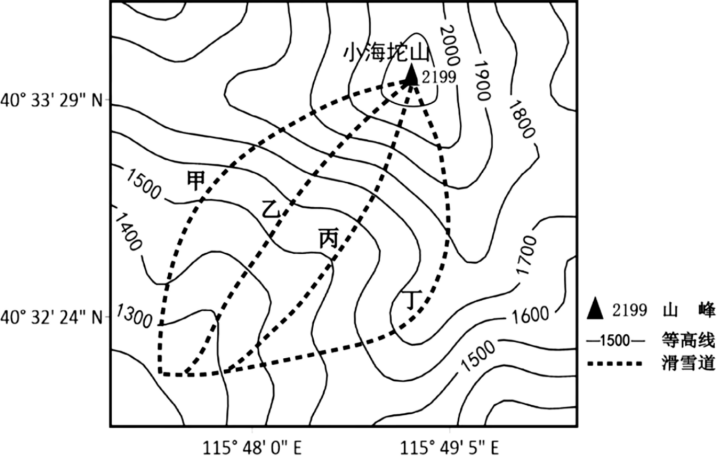 小海坨山
2199
2000
1900
1800
40° 33′ 29″ N
甲
1500
乙
1400
丙
1700
丁
1300
40° 32′ 24″ N
1600
1500
115° 48′ 0″ E
115° 49′ 5″ E
2199 山 峰
1500 等高线
滑雪道